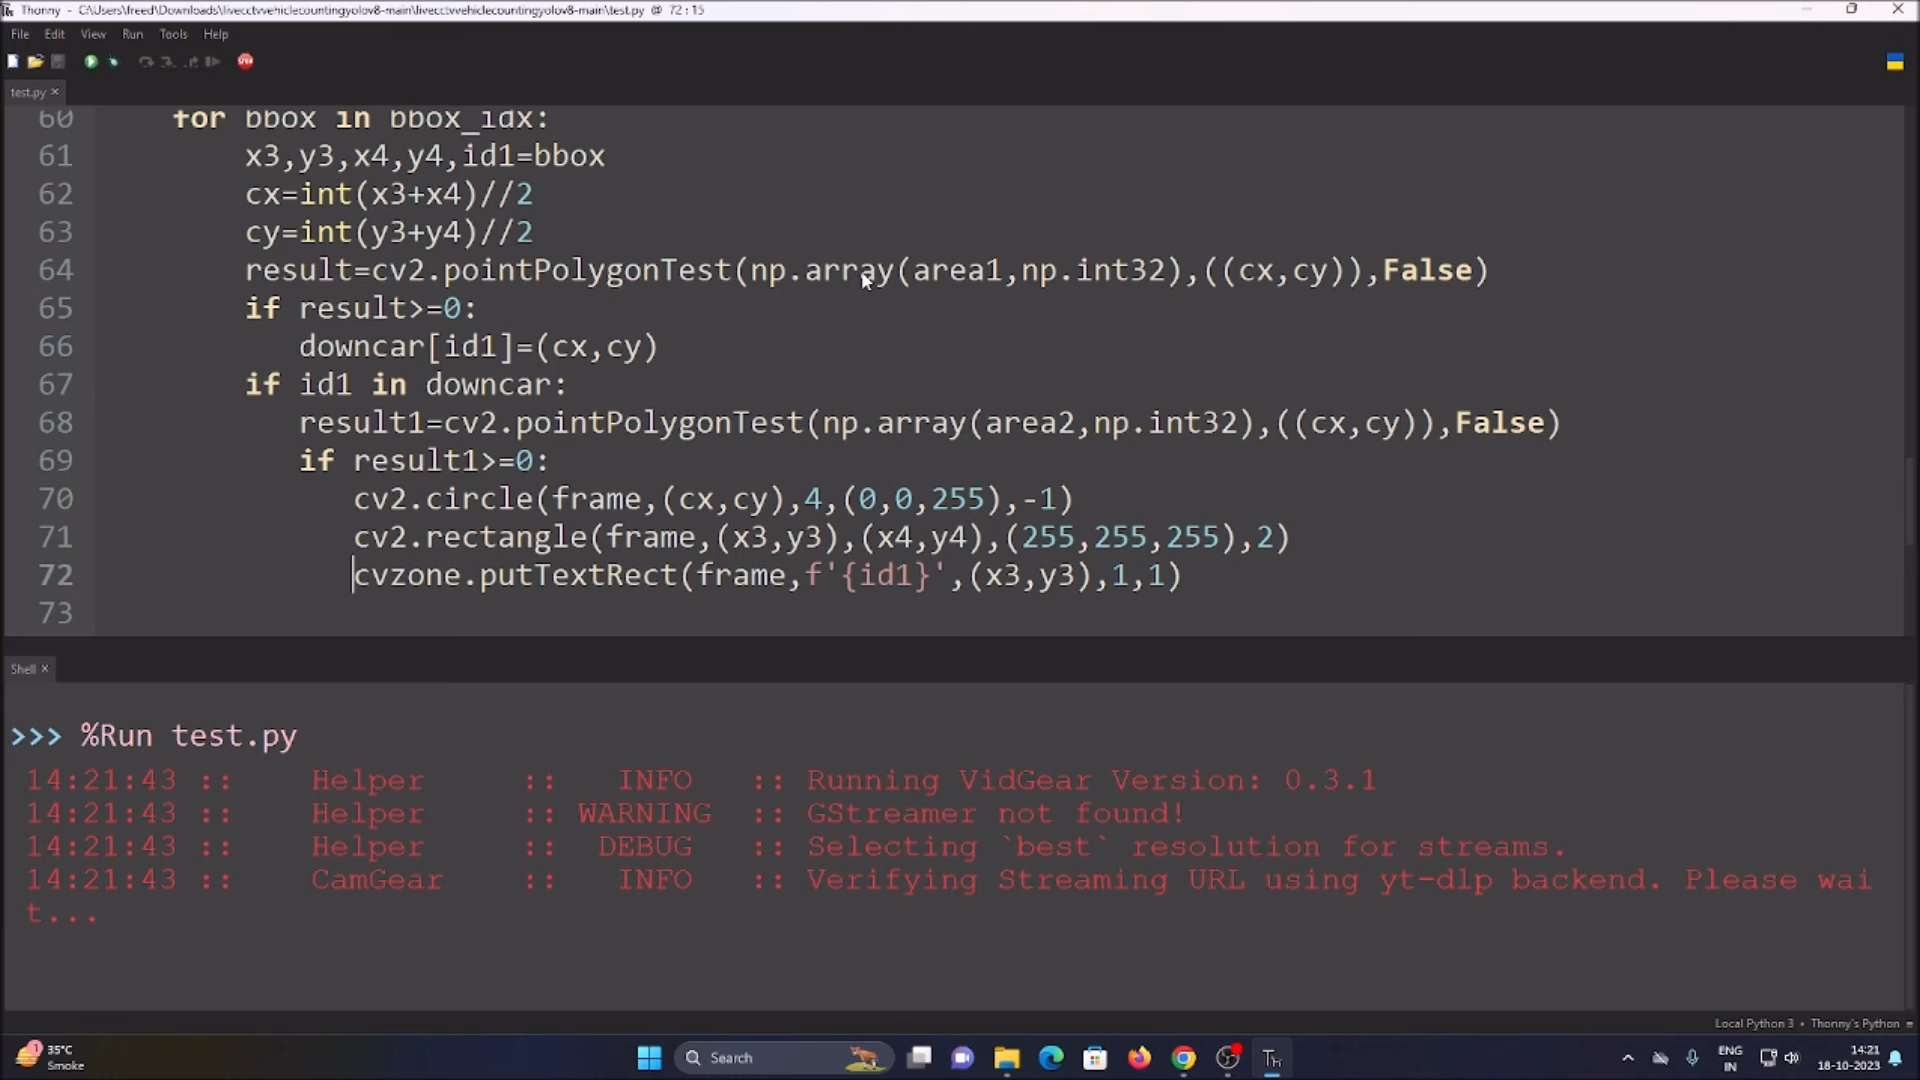 Thonny - C:\Users\freed\Downloads\livecctvvehiclecountingyolov8-main\livecctvvehiclecountingyolov8-main\test.py @ 72 : 15
File Edit View Run Tools Help
test.py ×
60 for bbox in bbox_idx:
61 x3,y3,x4,y4,id1=bbox
62 cx=int(x3+x4)//2
63 cy=int(y3+y4)//2
64 result=cv2.pointPolygonTest(np.array(area1,np.int32),((cx,cy)),False)
65 if result>=0:
66 downcar[id1]=(cx,cy)
67 if id1 in downcar:
68 result1=cv2.pointPolygonTest(np.array(area2,np.int32),((cx,cy)),False)
69 if result1>=0:
70 cv2.circle(frame,(cx,cy),4,(0,0,255),-1)
71 cv2.rectangle(frame,(x3,y3),(x4,y4),(255,255,255),2)
72 cvzone.putTextRect(frame,f'{id1}',(x3,y3),1,1)
73
Shell ×
>>> %Run test.py
14:21:43 :: Helper :: INFO :: Running VidGear Version: 0.3.1
14:21:43 :: Helper :: WARNING :: GStreamer not found!
14:21:43 :: Helper :: DEBUG :: Selecting `best` resolution for streams.
14:21:43 :: CamGear :: INFO :: Verifying Streaming URL using yt-dlp backend. Please wai
t...
Local Python 3 • Thonny's Python
1
35°C
Smoke
Search
Th
ENG
IN
14:21
18-10-2023